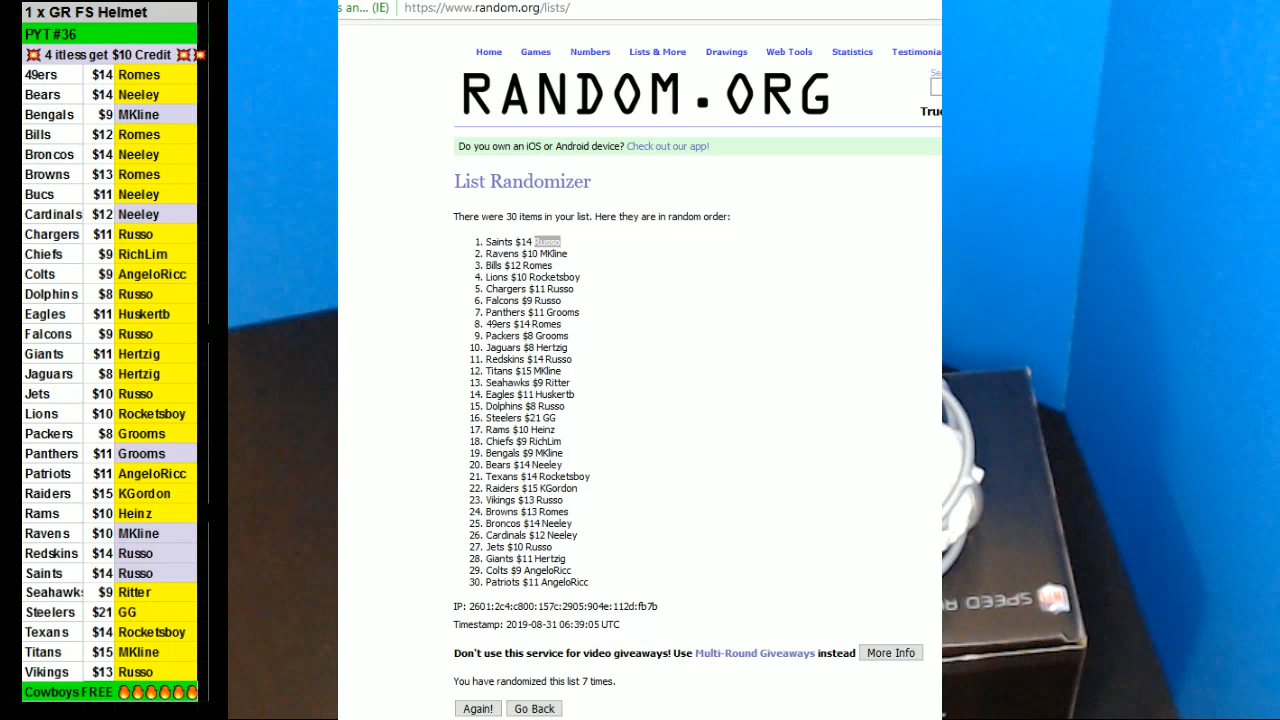 1 x GR FS Helmet
PYT #36
💥 4 itless get $10 Credit 💥💥
49ers $14 Romes
Bears $14 Neeley
Bengals $9 MKline
Bills $12 Romes
Broncos $14 Neeley
Browns $13 Romes
Bucs $11 Neeley
Cardinals $12 Neeley
Chargers $11 Russo
Chiefs $9 RichLim
Colts $9 AngeloRicc
Dolphins $8 Russo
Eagles $11 Huskertb
Falcons $9 Russo
Giants $11 Hertzig
Jaguars $8 Hertzig
Jets $10 Russo
Lions $10 Rocketsboy
Packers $8 Grooms
Panthers $11 Grooms
Patriots $11 AngeloRicc
Raiders $15 KGordon
Rams $10 Heinz
Ravens $10 MKline
Redskins $14 Russo
Saints $14 Russo
Seahawks $9 Ritter
Steelers $21 GG
Texans $14 Rocketsboy
Titans $15 MKline
Vikings $13 Russo
Cowboys FREE 🔥🔥🔥🔥🔥🔥
s an... (IE) https://www.random.org/lists/
Home Games Numbers Lists & More Drawings Web Tools Statistics Testimonia
RANDOM.ORG
Se
Tru
Do you own an iOS or Android device? Check out our app!
List Randomizer
There were 30 items in your list. Here they are in random order:
1. Saints $14 Russo
2. Ravens $10 MKline
3. Bills $12 Romes
4. Lions $10 Rocketsboy
5. Chargers $11 Russo
6. Falcons $9 Russo
7. Panthers $11 Grooms
8. 49ers $14 Romes
9. Packers $8 Grooms
10. Jaguars $8 Hertzig
11. Redskins $14 Russo
12. Titans $15 MKline
13. Seahawks $9 Ritter
14. Eagles $11 Huskertb
15. Dolphins $8 Russo
16. Steelers $21 GG
17. Rams $10 Heinz
18. Chiefs $9 RichLim
19. Bengals $9 MKline
20. Bears $14 Neeley
21. Texans $14 Rocketsboy
22. Raiders $15 KGordon
23. Vikings $13 Russo
24. Browns $13 Romes
25. Broncos $14 Neeley
26. Cardinals $12 Neeley
27. Jets $10 Russo
28. Giants $11 Hertzig
29. Colts $9 AngeloRicc
30. Patriots $11 AngeloRicc
IP: 2601:2c4:c800:157c:2905:904e:112d:fb7b
Timestamp: 2019-08-31 06:39:05 UTC
Don't use this service for video giveaways! Use Multi-Round Giveaways instead More Info
You have randomized this list 7 times.
Again! Go Back
SPEED